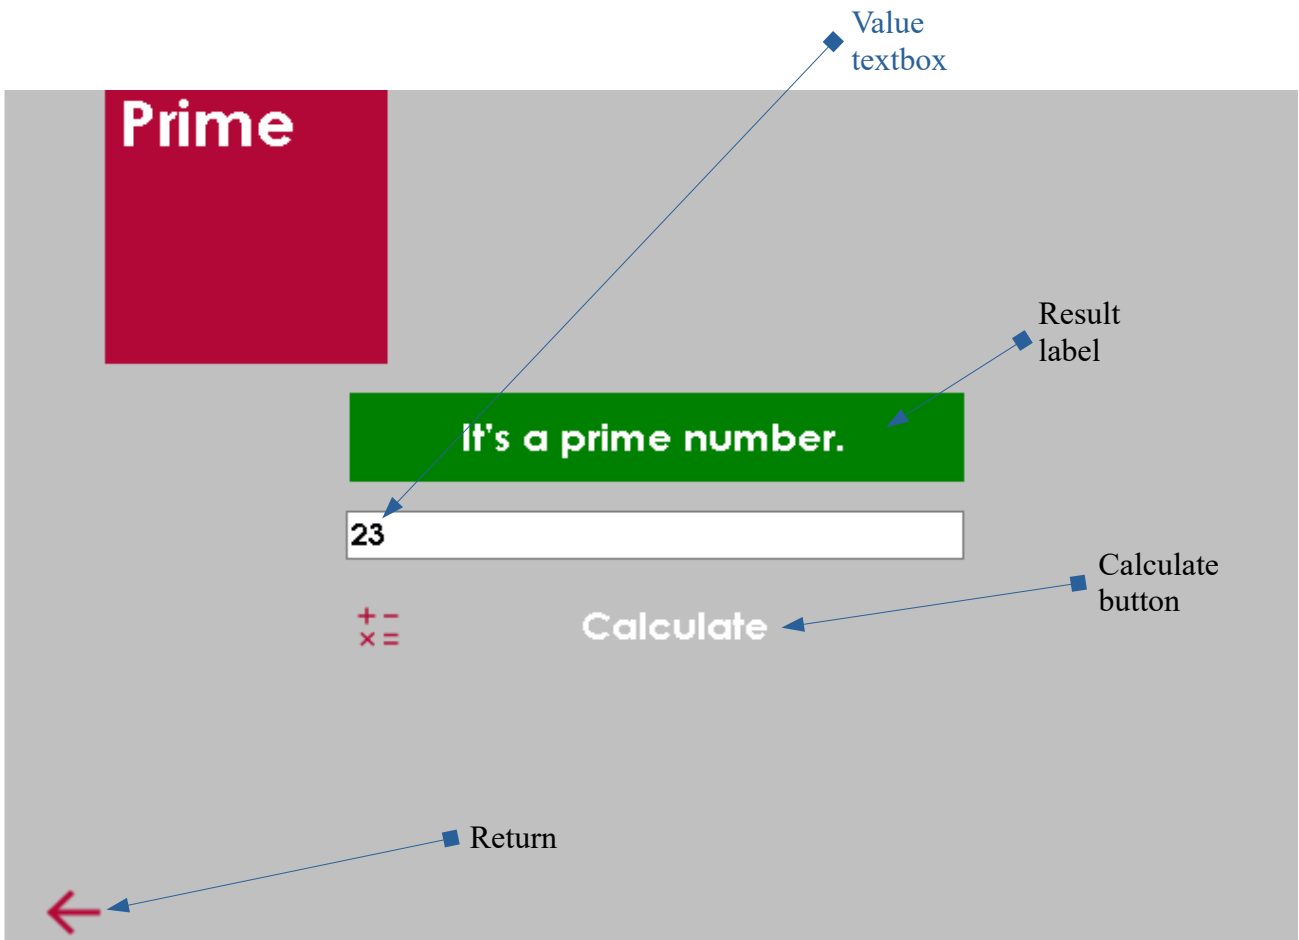 Value
textbox
Prime
Result
label
It's a prime number.
23
Calculate
button
Calculate
Return